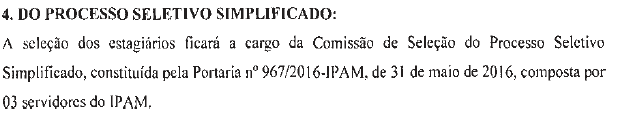 4. DO PROCESSO SELETIVO SIMPLIFICADO:
A seleção dos estagiários ficará a cargo da Comissão de Seleção do Processo Seletivo
Simplificado, constituída pela Portaria nº 967/2016-IPAM, de 31 de maio de 2016, composta por
03 servidores do IPAM.